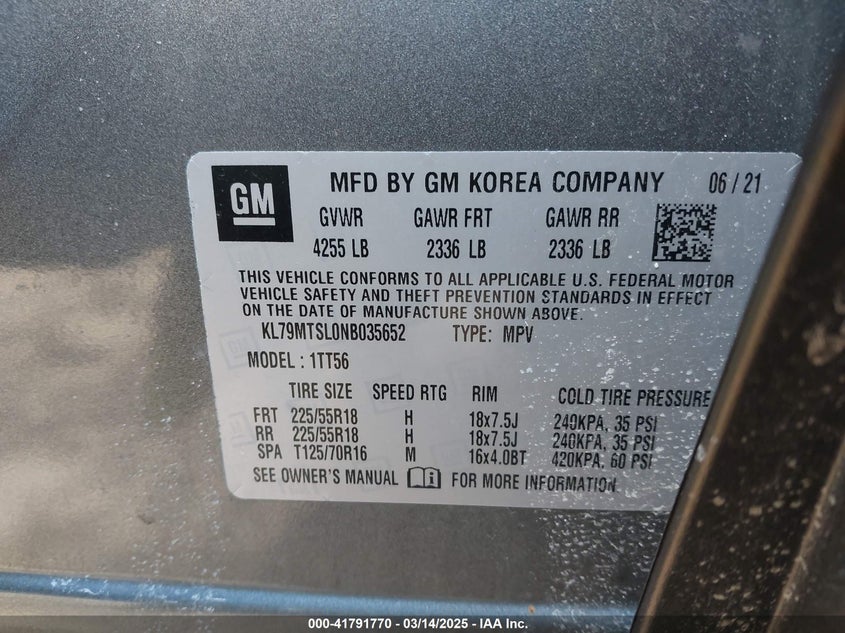 GM
MFD BY GM KOREA COMPANY 06 / 21
GVWR GAWR FRT GAWR RR
4255 LB 2336 LB 2336 LB
THIS VEHICLE CONFORMS TO ALL APPLICABLE U.S. FEDERAL MOTOR
VEHICLE SAFETY AND THEFT PREVENTION STANDARDS IN EFFECT
ON THE DATE OF MANUFACTURE SHOWN ABOVE.
KL79MTSL0NB035652 TYPE: MPV
MODEL : 1TT56
TIRE SIZE SPEED RTG RIM COLD TIRE PRESSURE
FRT 225/55R18 H 18x7.5J 240KPA, 35 PSI
RR 225/55R18 H 18x7.5J 240KPA, 35 PSI
SPA T125/70R16 M 16x4.0BT 420KPA, 60 PSI
SEE OWNER'S MANUAL FOR MORE INFORMATION.
000-41791770 - 03/14/2025 - IAA Inc.